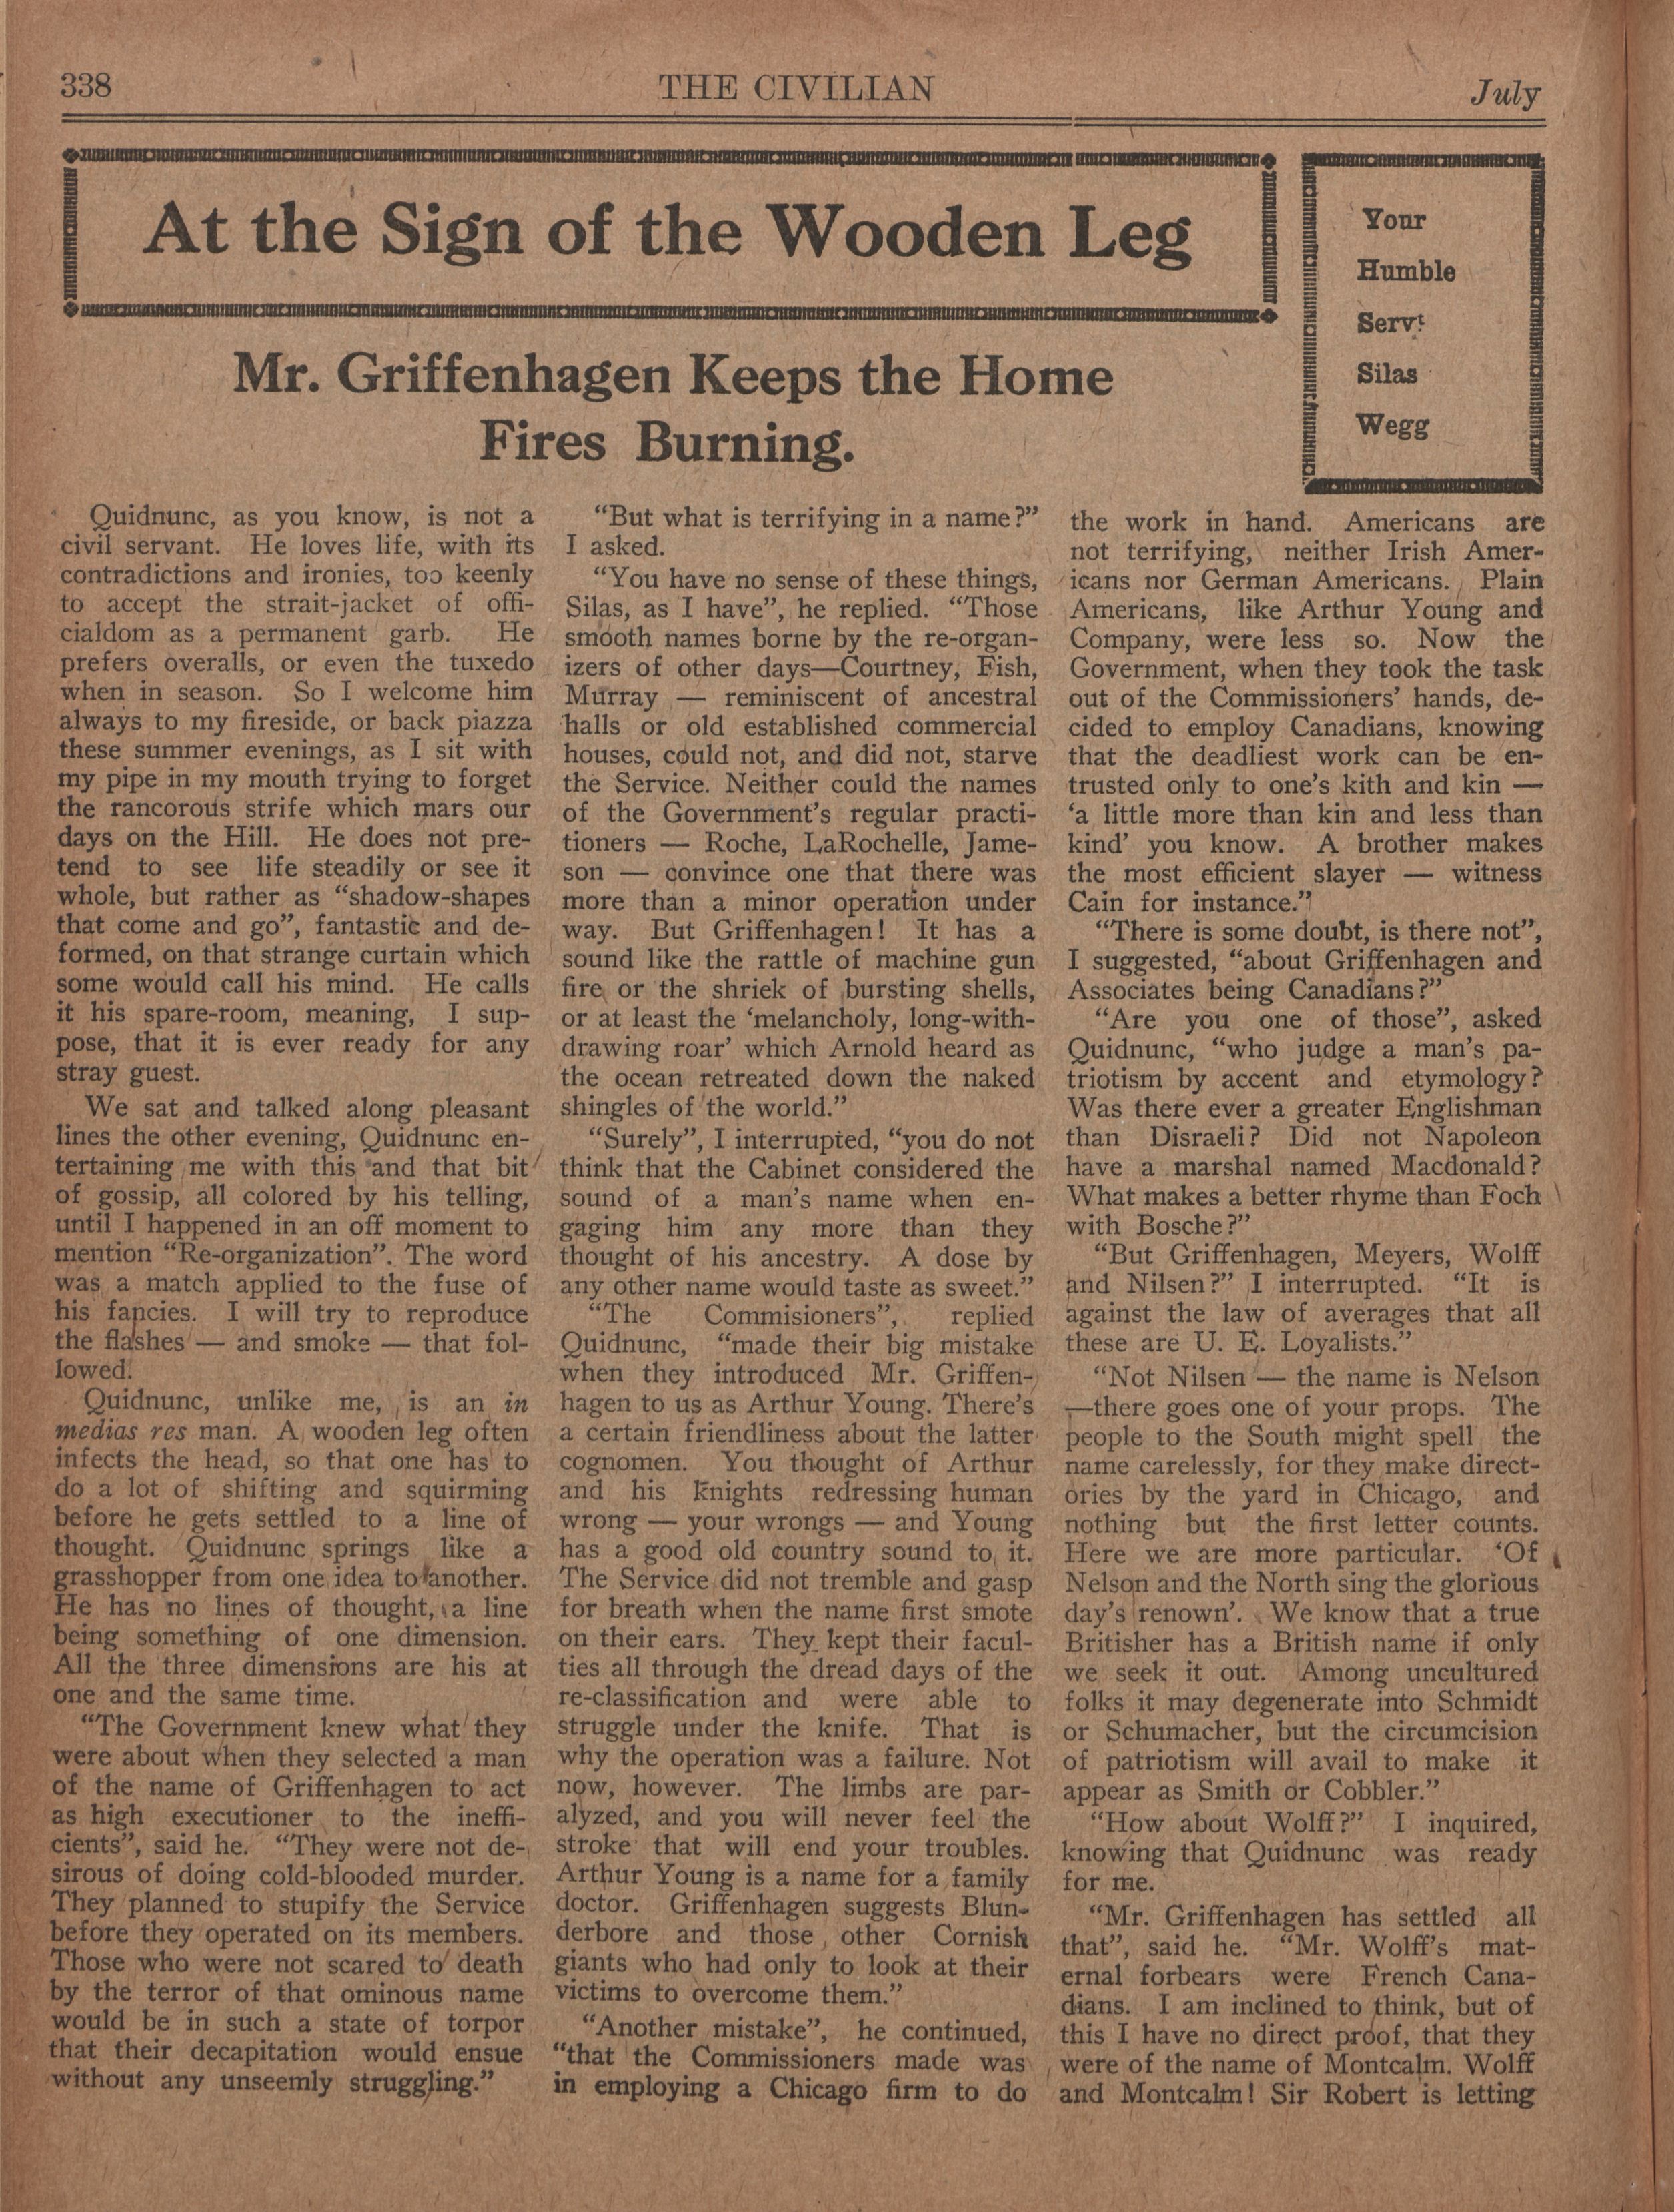 338
THE CIVILIAN
July
At the Sign of the Wooden Leg
Your
Humble
Servt
Silas
Wegg
Mr. Griffenhagen Keeps the Home
Fires Burning.
Quidnunc, as you know, is not a
civil servant. He loves life, with its
contradictions and ironies, too keenly
to accept the strait-jacket of offi-
cialdom as a permanent garb. He
prefers overalls, or even the tuxedo
when in season. So I welcome him
always to my fireside, or back piazza
these summer evenings, as I sit with
my pipe in my mouth trying to forget
the rancorous strife which mars our
days on the Hill. He does not pre-
tend to see life steadily or see it
whole, but rather as “shadow-shapes
that come and go”, fantastic and de-
formed, on that strange curtain which
some would call his mind. He calls
it his spare-room, meaning, I sup-
pose, that it is ever ready for any
stray guest.
We sat and talked along pleasant
lines the other evening, Quidnunc en-
tertaining me with this and that bit
of gossip, all colored by his telling,
until I happened in an off moment to
mention “Re-organization”. The word
was a match applied to the fuse of
his fancies. I will try to reproduce
the flashes — and smoke — that fol-
lowed.
Quidnunc, unlike me, is an in
medias res man. A wooden leg often
infects the head, so that one has to
do a lot of shifting and squirming
before he gets settled to a line of
thought. Quidnunc springs like a
grasshopper from one idea to another.
He has no lines of thought, a line
being something of one dimension.
All the three dimensions are his at
one and the same time.
“The Government knew what they
were about when they selected a man
of the name of Griffenhagen to act
as high executioner to the ineffi-
cients”, said he. “They were not de-
sirous of doing cold-blooded murder.
They planned to stupify the Service
before they operated on its members.
Those who were not scared to death
by the terror of that ominous name
would be in such a state of torpor
that their decapitation would ensue
without any unseemly struggling.”
“But what is terrifying in a name?”
I asked.
“You have no sense of these things,
Silas, as I have”, he replied. “Those
smooth names borne by the re-organ-
izers of other days—Courtney, Fish,
Murray — reminiscent of ancestral
halls or old established commercial
houses, could not, and did not, starve
the Service. Neither could the names
of the Government’s regular practi-
tioners — Roche, LaRochelle, Jame-
son — convince one that there was
more than a minor operation under
way. But Griffenhagen! It has a
sound like the rattle of machine gun
fire or the shriek of bursting shells,
or at least the ‘melancholy, long-with-
drawing roar’ which Arnold heard as
the ocean retreated down the naked
shingles of the world.”
“Surely”, I interrupted, “you do not
think that the Cabinet considered the
sound of a man’s name when en-
gaging him any more than they
thought of his ancestry. A dose by
any other name would taste as sweet.”
“The Commisioners”, replied
Quidnunc, “made their big mistake
when they introduced Mr. Griffen-
hagen to us as Arthur Young. There’s
a certain friendliness about the latter
cognomen. You thought of Arthur
and his knights redressing human
wrong — your wrongs — and Young
has a good old country sound to it.
The Service did not tremble and gasp
for breath when the name first smote
on their ears. They kept their facul-
ties all through the dread days of the
re-classification and were able to
struggle under the knife. That is
why the operation was a failure. Not
now, however. The limbs are par-
alyzed, and you will never feel the
stroke that will end your troubles.
Arthur Young is a name for a family
doctor. Griffenhagen suggests Blun-
derbore and those other Cornish
giants who had only to look at their
victims to overcome them.”
“Another mistake”, he continued,
“that the Commissioners made was
in employing a Chicago firm to do
the work in hand. Americans are
not terrifying, neither Irish Amer-
icans nor German Americans. Plain
Americans, like Arthur Young and
Company, were less so. Now the
Government, when they took the task
out of the Commissioners’ hands, de-
cided to employ Canadians, knowing
that the deadliest work can be en-
trusted only to one’s kith and kin —
‘a little more than kin and less than
kind’ you know. A brother makes
the most efficient slayer — witness
Cain for instance.”
“There is some doubt, is there not”,
I suggested, “about Griffenhagen and
Associates being Canadians?”
“Are you one of those”, asked
Quidnunc, “who judge a man’s pa-
triotism by accent and etymology?
Was there ever a greater Englishman
than Disraeli? Did not Napoleon
have a marshal named Macdonald?
What makes a better rhyme than Foch
with Bosche?”
“But Griffenhagen, Meyers, Wolff
and Nilsen?” I interrupted. “It is
against the law of averages that all
these are U. E. Loyalists.”
“Not Nilsen — the name is Nelson
—there goes one of your props. The
people to the South might spell the
name carelessly, for they make direct-
ories by the yard in Chicago, and
nothing but the first letter counts.
Here we are more particular. ‘Of
Nelson and the North sing the glorious
day’s renown’. We know that a true
Britisher has a British name if only
we seek it out. Among uncultured
folks it may degenerate into Schmidt
or Schumacher, but the circumcision
of patriotism will avail to make it
appear as Smith or Cobbler.”
“How about Wolff?” I inquired,
knowing that Quidnunc was ready
for me.
“Mr. Griffenhagen has settled all
that”, said he. “Mr. Wolff’s mat-
ernal forbears were French Cana-
dians. I am inclined to think, but of
this I have no direct proof, that they
were of the name of Montcalm. Wolff
and Montcalm! Sir Robert is letting